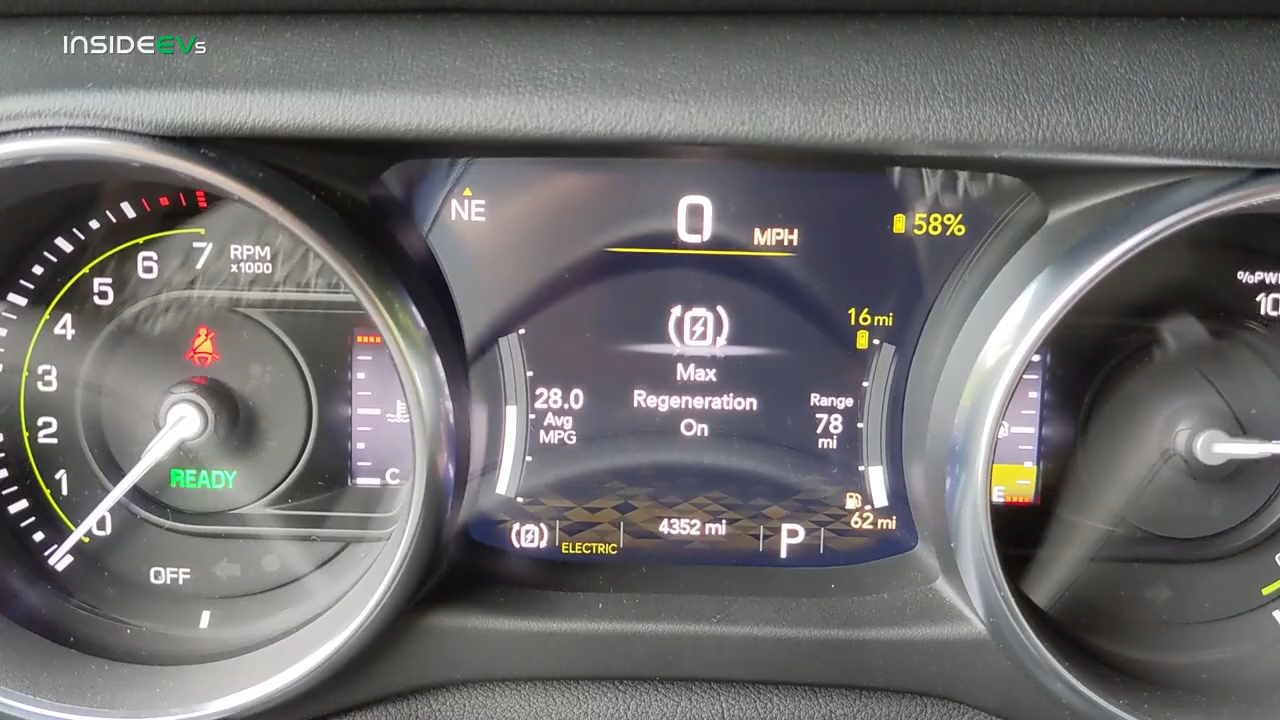 INSIDEEVs
NE
0 MPH
58%
7
6
5
4
3
2
1
0
RPM
x1000
READY
OFF
C
16 mi
Max
Regeneration
On
28.0
Avg
MPG
Range
78
mi
62 mi
ELECTRIC
4352 mi
P
E